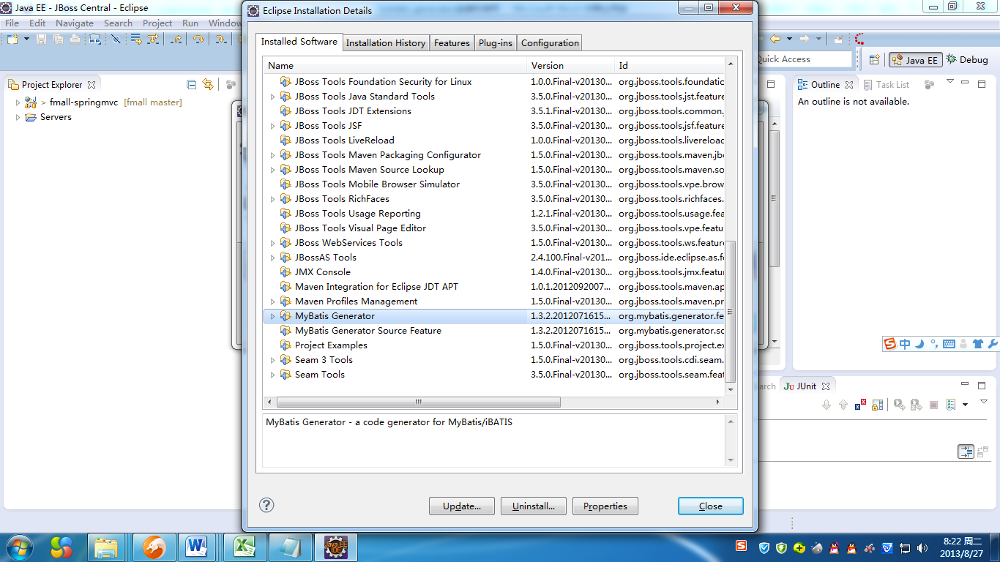 Java EE - JBoss Central - Eclipse
File Edit Navigate Search Project Run Window
Quick Access
Java EE
Debug
Project Explorer
> fmall-springmvc [fmall master]
Servers
Outline
Task List
An outline is not available.
JUnit
Eclipse Installation Details
Installed Software Installation History Features Plug-ins Configuration
Name Version Id
JBoss Tools Foundation Security for Linux 1.0.0.Final-v20130... org.jboss.tools.foundatic
JBoss Tools Java Standard Tools 3.5.0.Final-v20130... org.jboss.tools.jst.feature
JBoss Tools JDT Extensions 3.5.1.Final-v20130... org.jboss.tools.common.
JBoss Tools JSF 3.5.0.Final-v20130... org.jboss.tools.jsf.feature
JBoss Tools LiveReload 1.0.0.Final-v20130... org.jboss.tools.livereload
JBoss Tools Maven Packaging Configurator 1.5.0.Final-v20130... org.jboss.tools.maven.jb
JBoss Tools Maven Source Lookup 1.5.0.Final-v20130... org.jboss.tools.maven.so
JBoss Tools Mobile Browser Simulator 3.5.0.Final-v20130... org.jboss.tools.vpe.brow
JBoss Tools RichFaces 3.5.0.Final-v20130... org.jboss.tools.richfaces.
JBoss Tools Usage Reporting 1.2.1.Final-v20130... org.jboss.tools.usage.fea
JBoss Tools Visual Page Editor 3.5.0.Final-v20130... org.jboss.tools.vpe.featu
JBoss WebServices Tools 1.5.0.Final-v20130... org.jboss.tools.ws.feature
JBossAS Tools 2.4.100.Final-v201... org.jboss.ide.eclipse.as.f
JMX Console 1.4.0.Final-v20130... org.jboss.tools.jmx.featur
Maven Integration for Eclipse JDT APT 1.0.1.2012092007... org.jboss.tools.maven.ap
Maven Profiles Management 1.5.0.Final-v20130... org.jboss.tools.maven.pr
MyBatis Generator 1.3.2.2012071615... org.mybatis.generator.fe
MyBatis Generator Source Feature 1.3.2.2012071615... org.mybatis.generator.sc
Project Examples 1.5.0.Final-v20130... org.jboss.tools.project.ex
Seam 3 Tools 1.5.0.Final-v20130... org.jboss.tools.cdi.seam.
Seam Tools 3.5.0.Final-v20130... org.jboss.tools.seam.feat
MyBatis Generator - a code generator for MyBatis/iBATIS
Update... Uninstall... Properties Close
中
Java EE
IDE
8:22 周二
2013/8/27